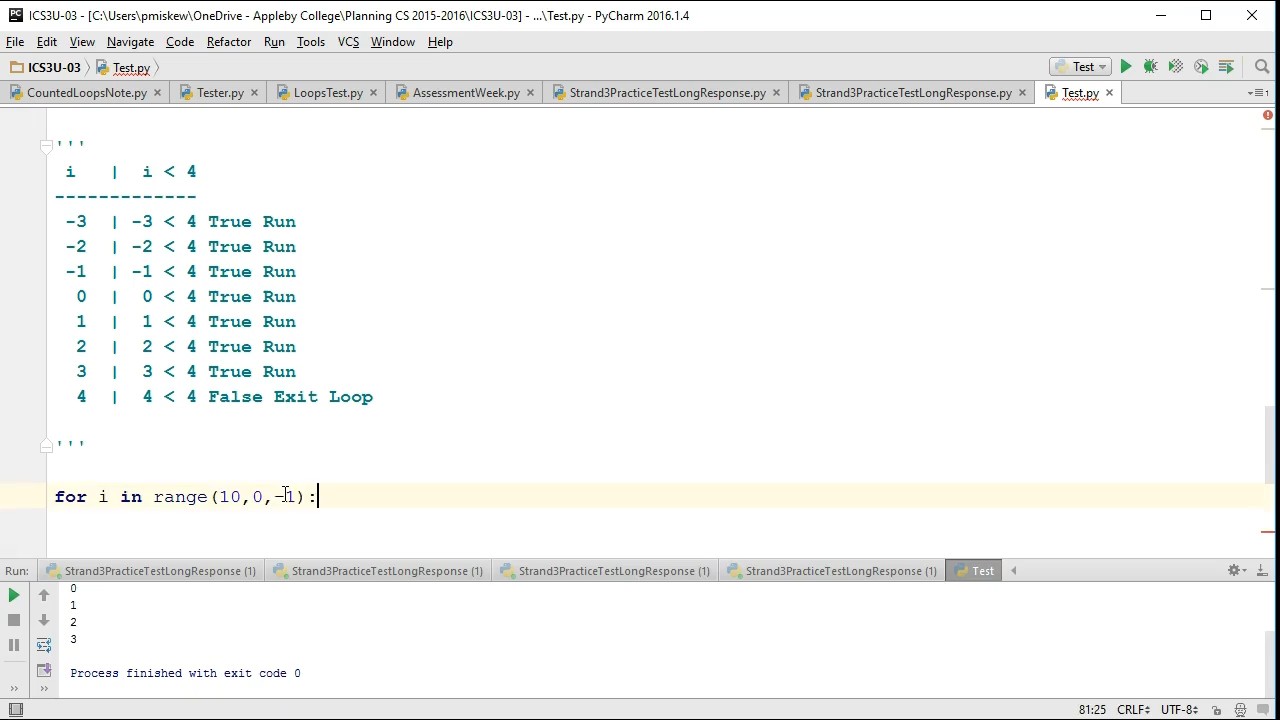 ICS3U-03 - [C:\Users\pmiskew\OneDrive - Appleby College\Planning CS 2015-2016\ICS3U-03] - ...\Test.py - PyCharm 2016.1.4
File Edit View Navigate Code Refactor Run Tools VCS Window Help
ICS3U-03 Test.py Test
CountedLoopsNote.py Tester.py LoopsTest.py AssessmentWeek.py Strand3PracticeTestLongResponse.py Strand3PracticeTestLongResponse.py Test.py
'''
i | i < 4
-------------
-3 | -3 < 4 True Run
-2 | -2 < 4 True Run
-1 | -1 < 4 True Run
0 | 0 < 4 True Run
1 | 1 < 4 True Run
2 | 2 < 4 True Run
3 | 3 < 4 True Run
4 | 4 < 4 False Exit Loop
'''
for i in range(10,0,-1):
Run: Strand3PracticeTestLongResponse (1) Strand3PracticeTestLongResponse (1) Strand3PracticeTestLongResponse (1) Strand3PracticeTestLongResponse (1) Test
0
1
2
3
Process finished with exit code 0
81:25 CRLF UTF-8